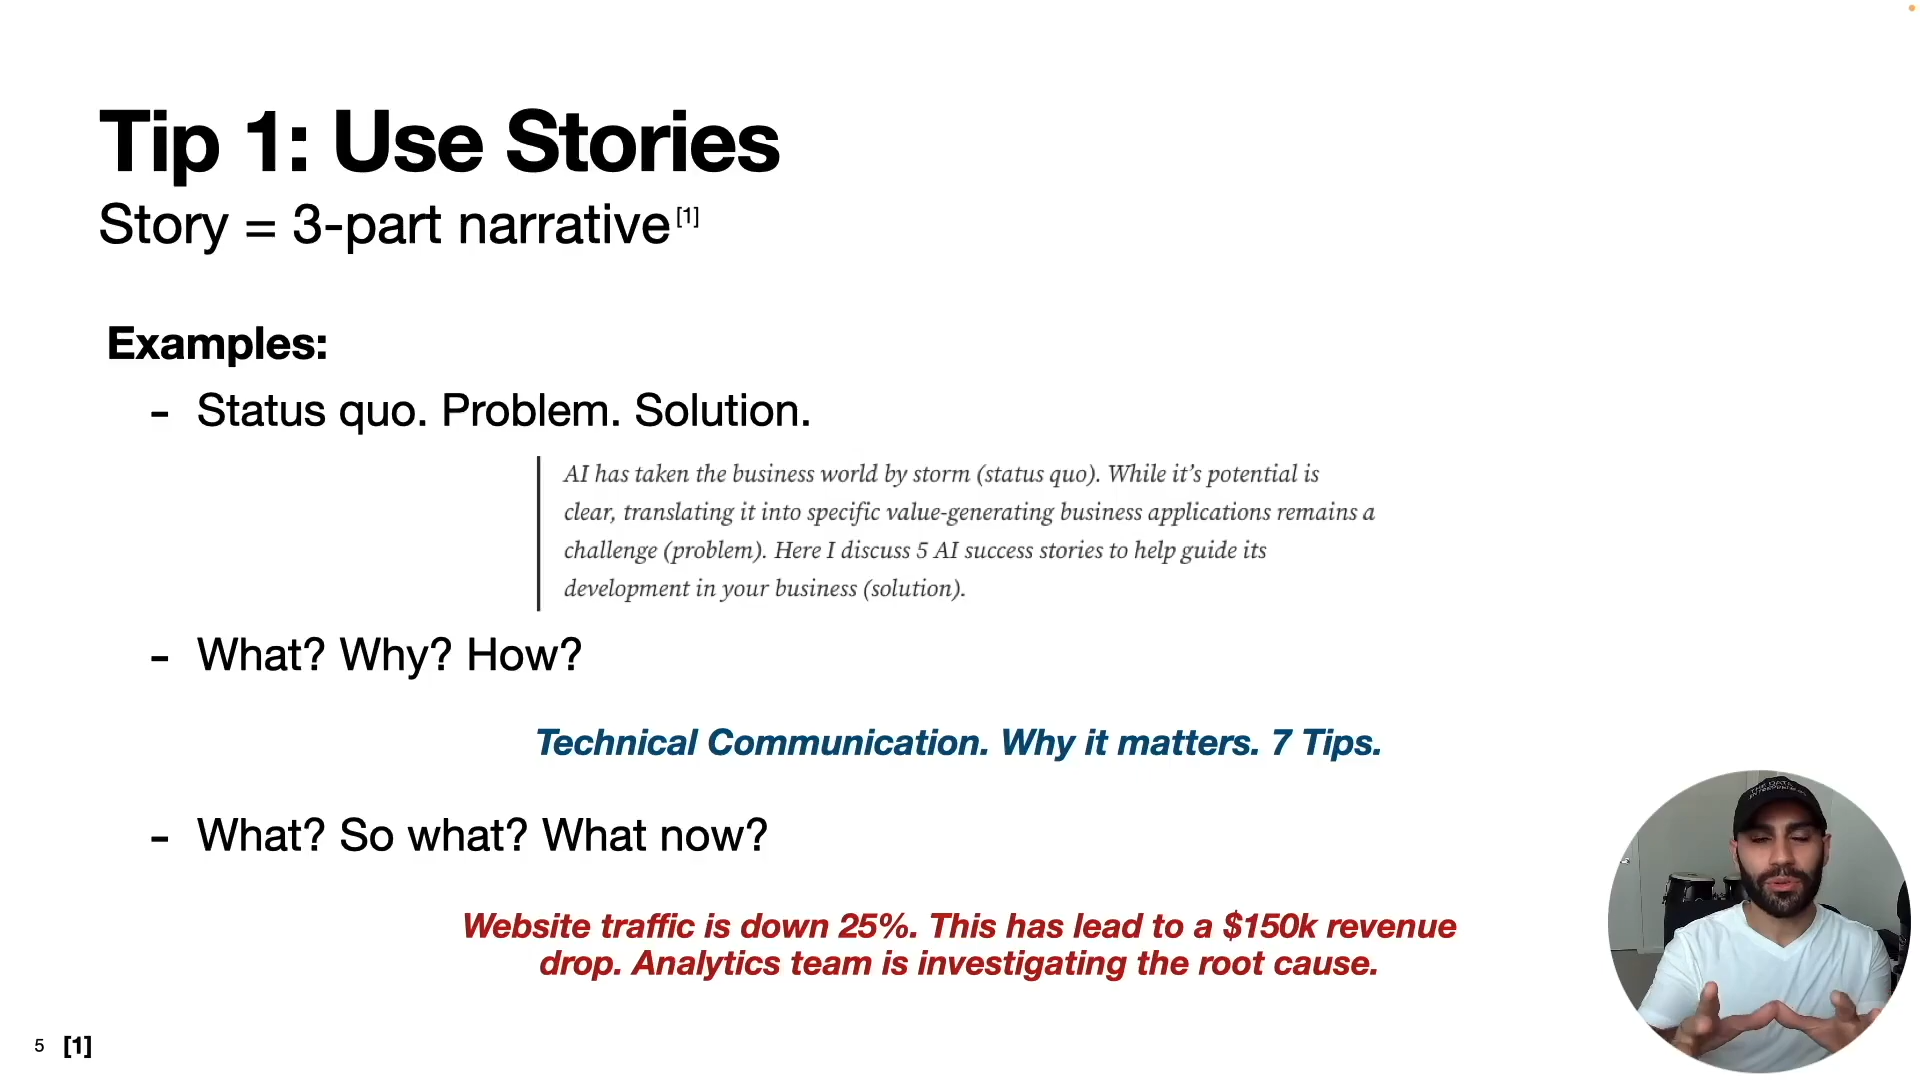 Tip 1: Use Stories
Story = 3-part narrative [1]
Examples:
- Status quo. Problem. Solution.
AI has taken the business world by storm (status quo). While it's potential is
clear, translating it into specific value-generating business applications remains a
challenge (problem). Here I discuss 5 AI success stories to help guide its
development in your business (solution).
- What? Why? How?
Technical Communication. Why it matters. 7 Tips.
- What? So what? What now?
Website traffic is down 25%. This has lead to a $150k revenue
drop. Analytics team is investigating the root cause.
THE DATA
5 [1]